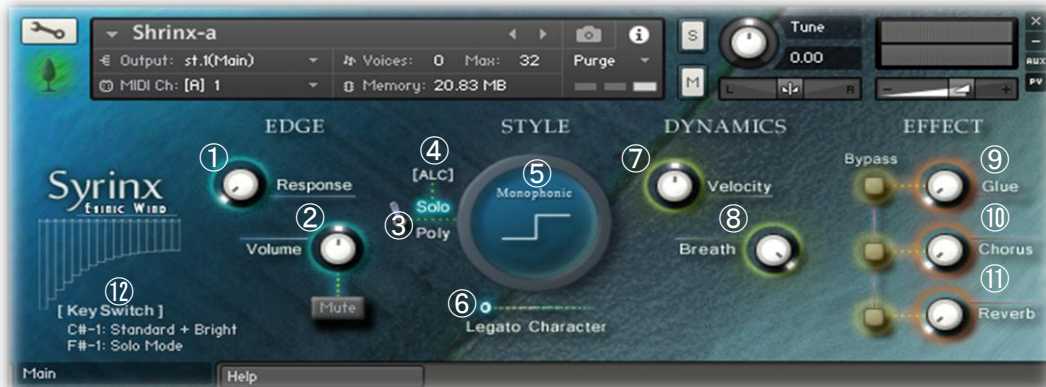 Shrinx-a
Output: st.1(Main)
Voices: 0 Max: 32
Purge
MIDI Ch: [A] 1
Memory: 20.83 MB
S
M
Tune
0.00
L
R
- +
×
-
AUX
PV
EDGE
STYLE
DYNAMICS
EFFECT
Syrinx
Ethnic Wind
① Response
② Volume
Mute
③
④
[ALC]
Solo
Poly
⑤
Monophonic
⑥
Legato Character
⑦ Velocity
⑧ Breath
Bypass
⑨ Glue
⑩ Chorus
⑪ Reverb
⑫
[ Key Switch ]
C#-1: Standard + Bright
F#-1: Solo Mode
Main
Help